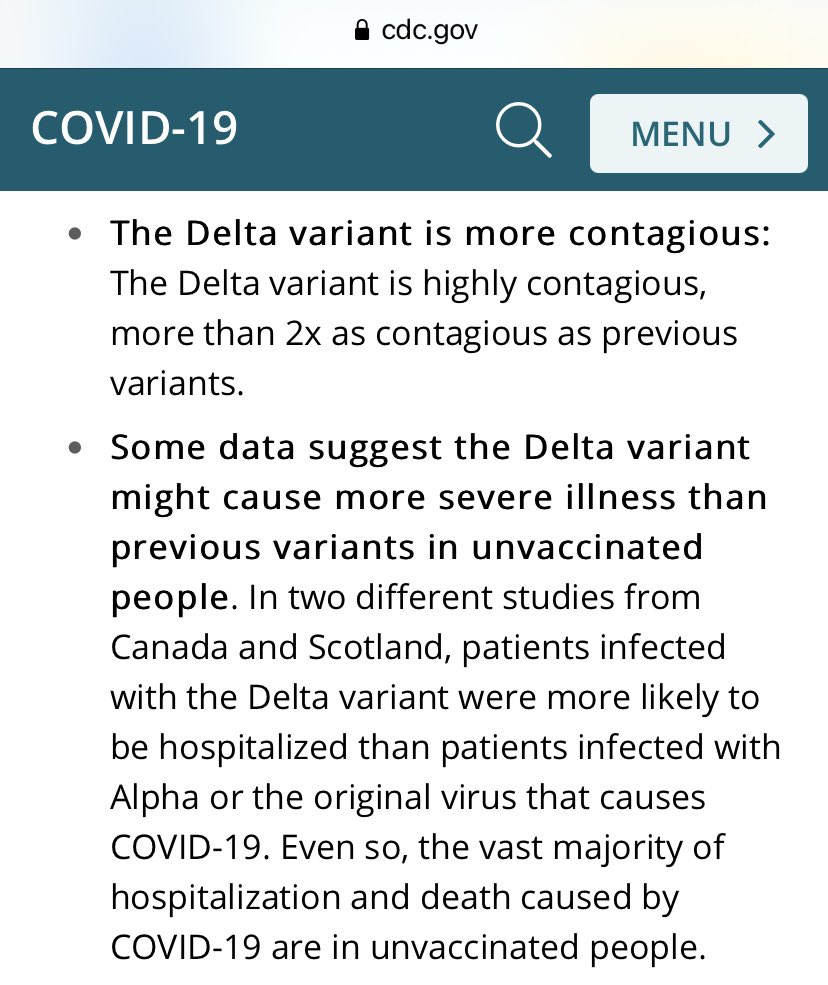 cdc.gov
COVID-19
MENU
The Delta variant is more contagious:
The Delta variant is highly contagious,
more than 2x as contagious as previous
variants.
Some data suggest the Delta variant
might cause more severe illness than
previous variants in unvaccinated
people. In two different studies from
Canada and Scotland, patients infected
with the Delta variant were more likely to
be hospitalized than patients infected with
Alpha or the original virus that causes
COVID-19. Even so, the vast majority of
hospitalization and death caused by
COVID-19 are in unvaccinated people.